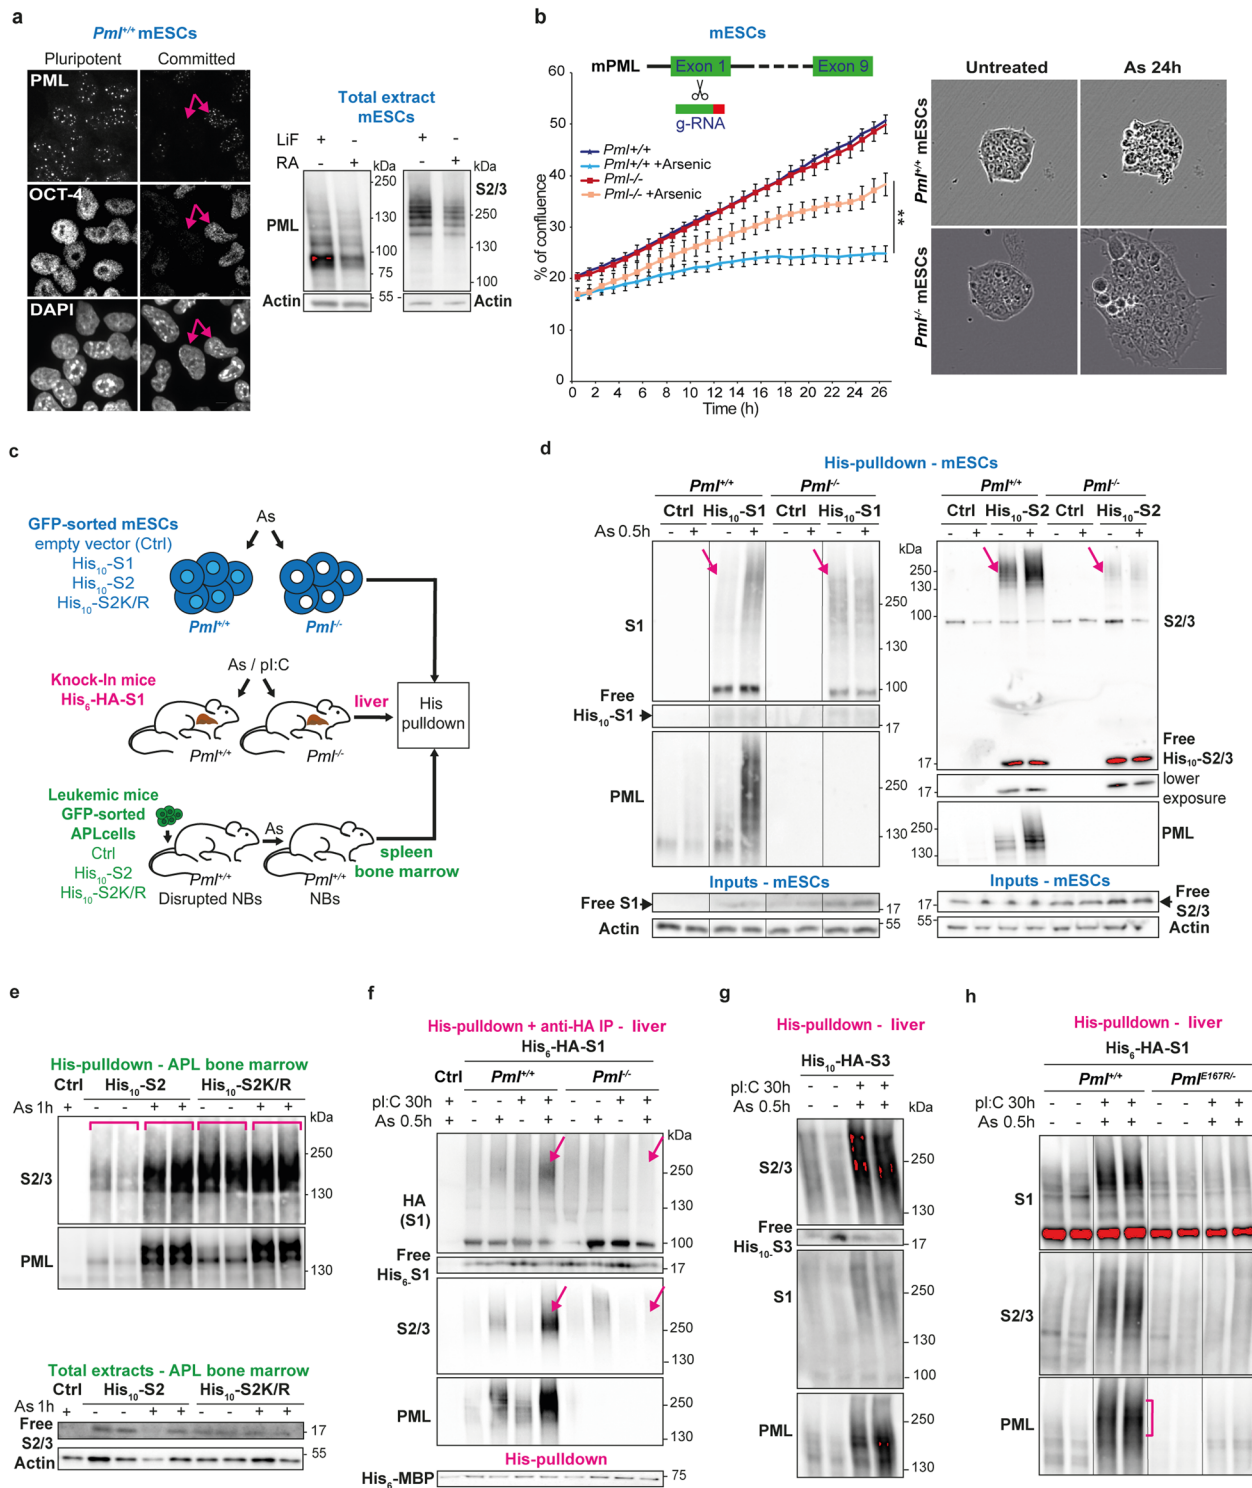 a
Pml+/+ mESCs
Pluripotent Committed
PML
OCT-4
DAPI
Total extract
mESCs
LiF + - + -
RA - + - + kDa
kDa
250
130
100
75
55
PML
S2/3
250
130
100
Actin
Actin
b
mESCs
mPML Exon 1 Exon 9
g-RNA
Pml+/+
Pml+/+ +Arsenic
Pml-/-
Pml-/- +Arsenic
**
% of confluence
60
50
40
30
20
10
0
0 2 4 6 8 10 12 14 16 18 20 22 24 26
Time (h)
Untreated As 24h
Pml+/+ mESCs
Pml-/- mESCs
c
GFP-sorted mESCs
empty vector (Ctrl)
His10-S1
His10-S2
His10-S2K/R
As
Pml+/+ Pml-/-
Knock-In mice
His6-HA-S1
As / pI:C
liver
Pml+/+ Pml-/-
His
pulldown
Leukemic mice
GFP-sorted
APLcells
Ctrl
His10-S2
His10-S2K/R
As
Pml+/+ Pml+/+
Disrupted NBs NBs
spleen
bone marrow
d
His-pulldown - mESCs
Pml+/+ Pml-/-
Ctrl His10-S1 Ctrl His10-S1
As 0.5h - + - + - + - +
kDa
S1
250
130
100
Free
His10-S1
17
PML
250
130
Inputs - mESCs
Free S1
17
Actin
55
Pml+/+ Pml-/-
Ctrl His10-S2 Ctrl His10-S2
- + - + - + - +
250
130
100
S2/3
Free
His10-S2/3
17
lower
exposure
17
PML
250
130
Inputs - mESCs
Free
S2/3
17
55
Actin
e
His-pulldown - APL bone marrow
Ctrl His10-S2 His10-S2K/R
As 1h + - - + + - - + +
kDa
S2/3
250
130
PML
130
Total extracts - APL bone marrow
Ctrl His10-S2 His10-S2K/R
As 1h + - - + + - - + +
Free
S2/3
17
Actin
55
f
His-pulldown + anti-HA IP - liver
His6-HA-S1
Ctrl Pml+/+ Pml-/-
pI:C 30h + - - + + - - + +
As 0.5h + - + - + - + - +
kDa
HA
(S1)
250
130
100
Free
His6-S1
17
S2/3
250
130
PML
250
130
His-pulldown
His6-MBP
75
g
His-pulldown - liver
His10-HA-S3
pI:C 30h - - + +
As 0.5h - - + + kDa
S2/3
250
130
Free
His10-S3
17
S1
250
130
100
PML
250
130
h
His-pulldown - liver
His6-HA-S1
Pml+/+ PmlE167R/-
pI:C 30h - - + + - - + +
As 0.5h - - + + - - + +
S1
S2/3
PML